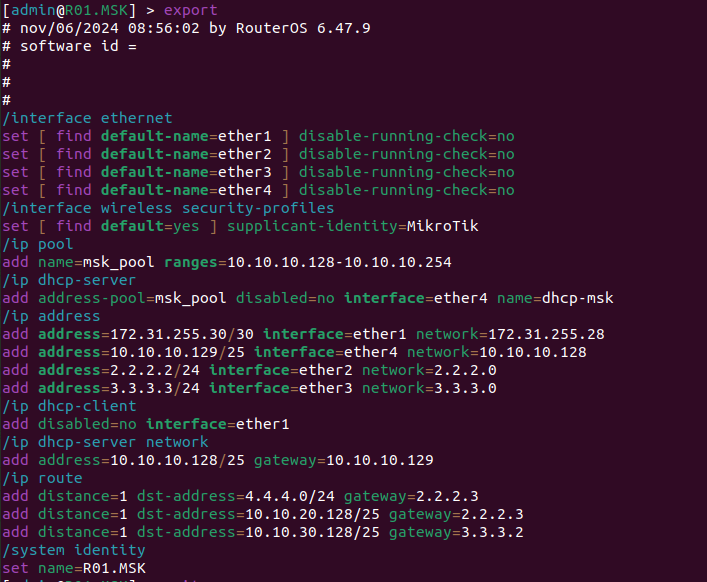 [admin@R01.MSK] > export
# nov/06/2024 08:56:02 by RouterOS 6.47.9
# software id =
#
#
#
/interface ethernet
set [ find default-name=ether1 ] disable-running-check=no
set [ find default-name=ether2 ] disable-running-check=no
set [ find default-name=ether3 ] disable-running-check=no
set [ find default-name=ether4 ] disable-running-check=no
/interface wireless security-profiles
set [ find default=yes ] supplicant-identity=MikroTik
/ip pool
add name=msk_pool ranges=10.10.10.128-10.10.10.254
/ip dhcp-server
add address-pool=msk_pool disabled=no interface=ether4 name=dhcp-msk
/ip address
add address=172.31.255.30/30 interface=ether1 network=172.31.255.28
add address=10.10.10.129/25 interface=ether4 network=10.10.10.128
add address=2.2.2.2/24 interface=ether2 network=2.2.2.0
add address=3.3.3.3/24 interface=ether3 network=3.3.3.0
/ip dhcp-client
add disabled=no interface=ether1
/ip dhcp-server network
add address=10.10.10.128/25 gateway=10.10.10.129
/ip route
add distance=1 dst-address=4.4.4.0/24 gateway=2.2.2.3
add distance=1 dst-address=10.10.20.128/25 gateway=2.2.2.3
add distance=1 dst-address=10.10.30.128/25 gateway=3.3.3.2
/system identity
set name=R01.MSK